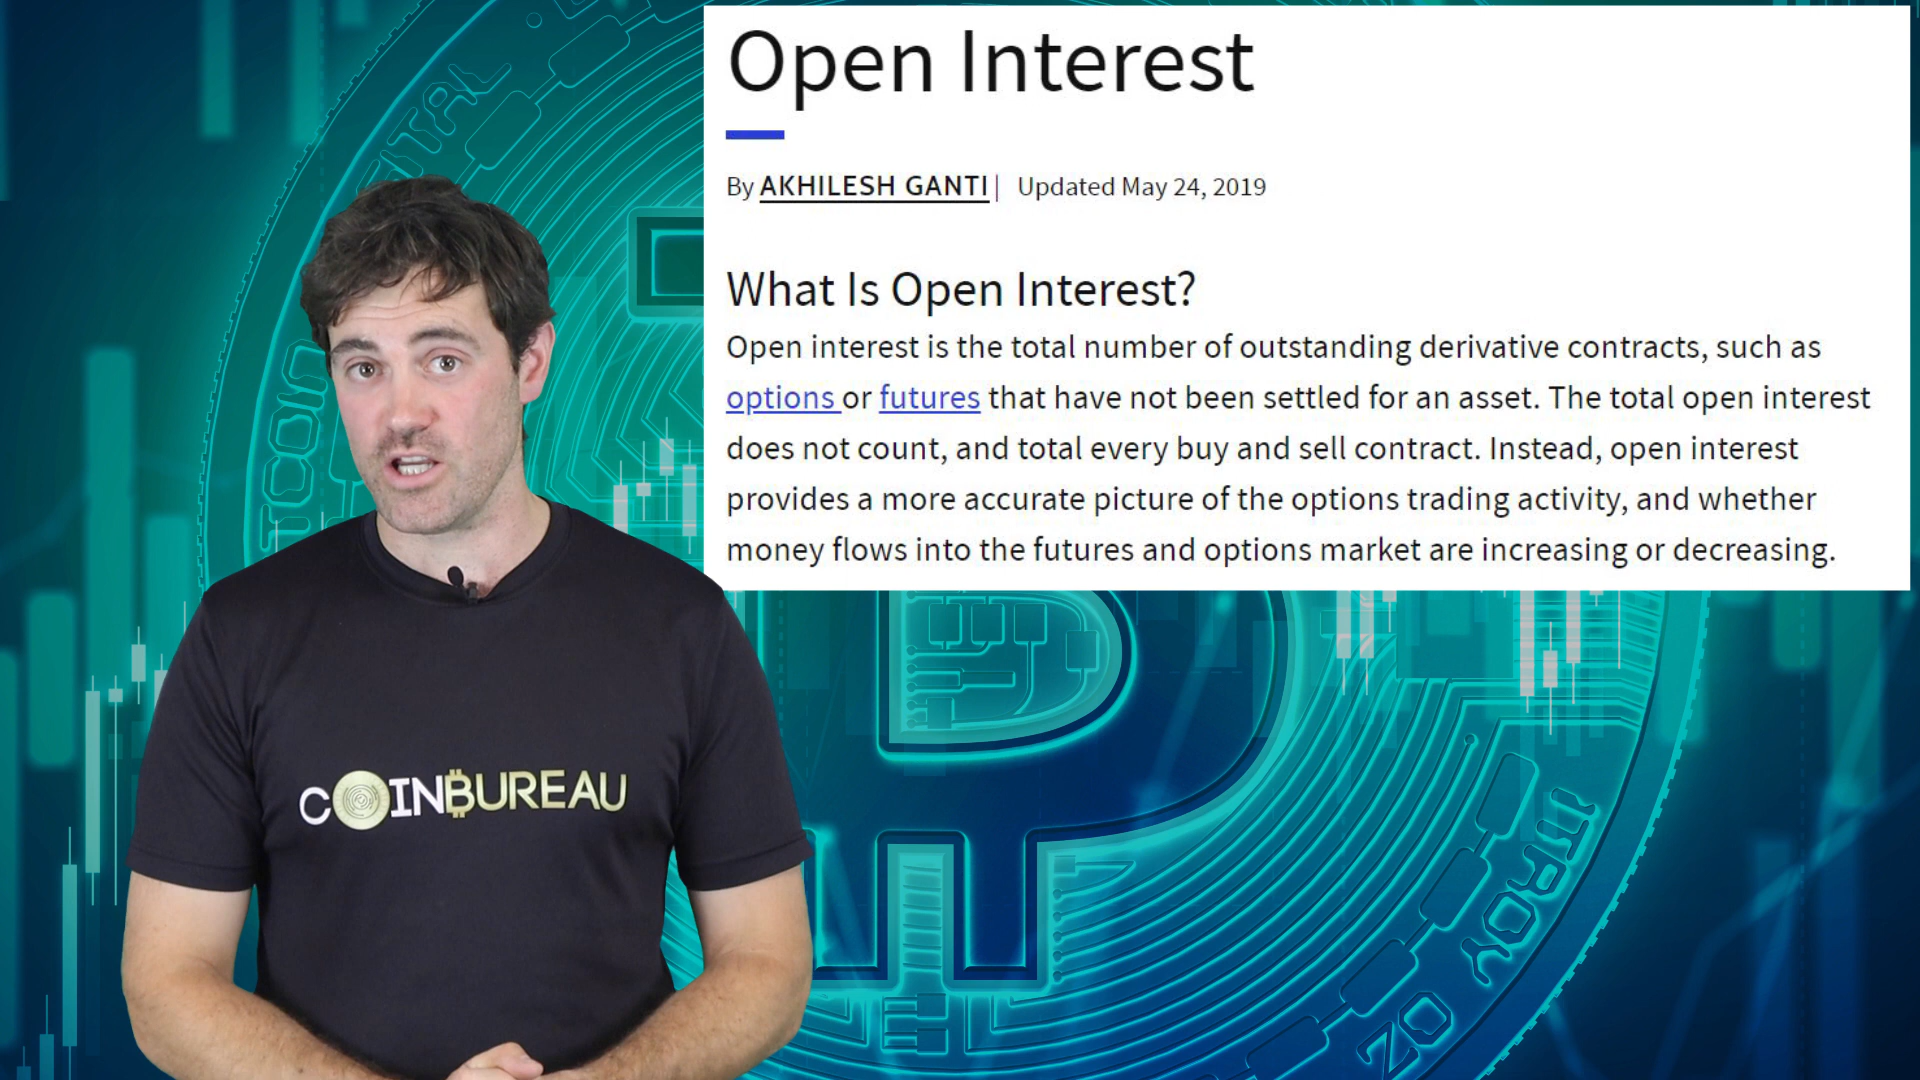 Open Interest
By AKHILESH GANTI | Updated May 24, 2019
What Is Open Interest?
Open interest is the total number of outstanding derivative contracts, such as
options or futures that have not been settled for an asset. The total open interest
does not count, and total every buy and sell contract. Instead, open interest
provides a more accurate picture of the options trading activity, and whether
money flows into the futures and options market are increasing or decreasing.
COINBUREAU
ITAL
TCOIN
1TROY OZ